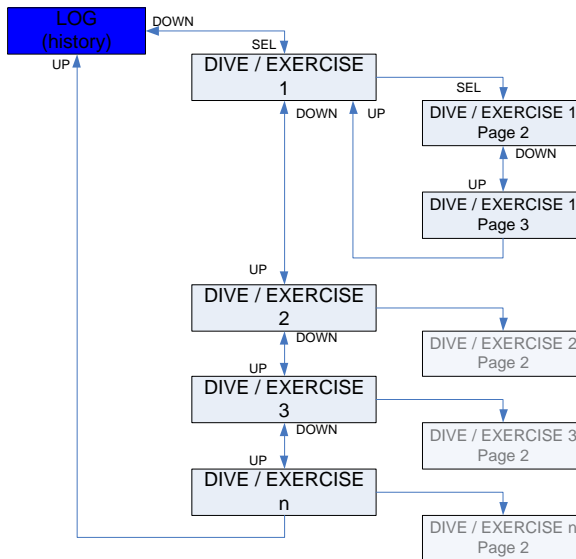 LOG
(history)
DOWN
SEL
UP
DIVE / EXERCISE
1
SEL
DOWN
UP
DIVE / EXERCISE 1
Page 2
DOWN
UP
DIVE / EXERCISE 1
Page 3
UP
DIVE / EXERCISE
2
DOWN
DIVE / EXERCISE 2
Page 2
UP
DIVE / EXERCISE
3
DOWN
DIVE / EXERCISE 3
Page 2
UP
DIVE / EXERCISE
n
DIVE / EXERCISE n
Page 2